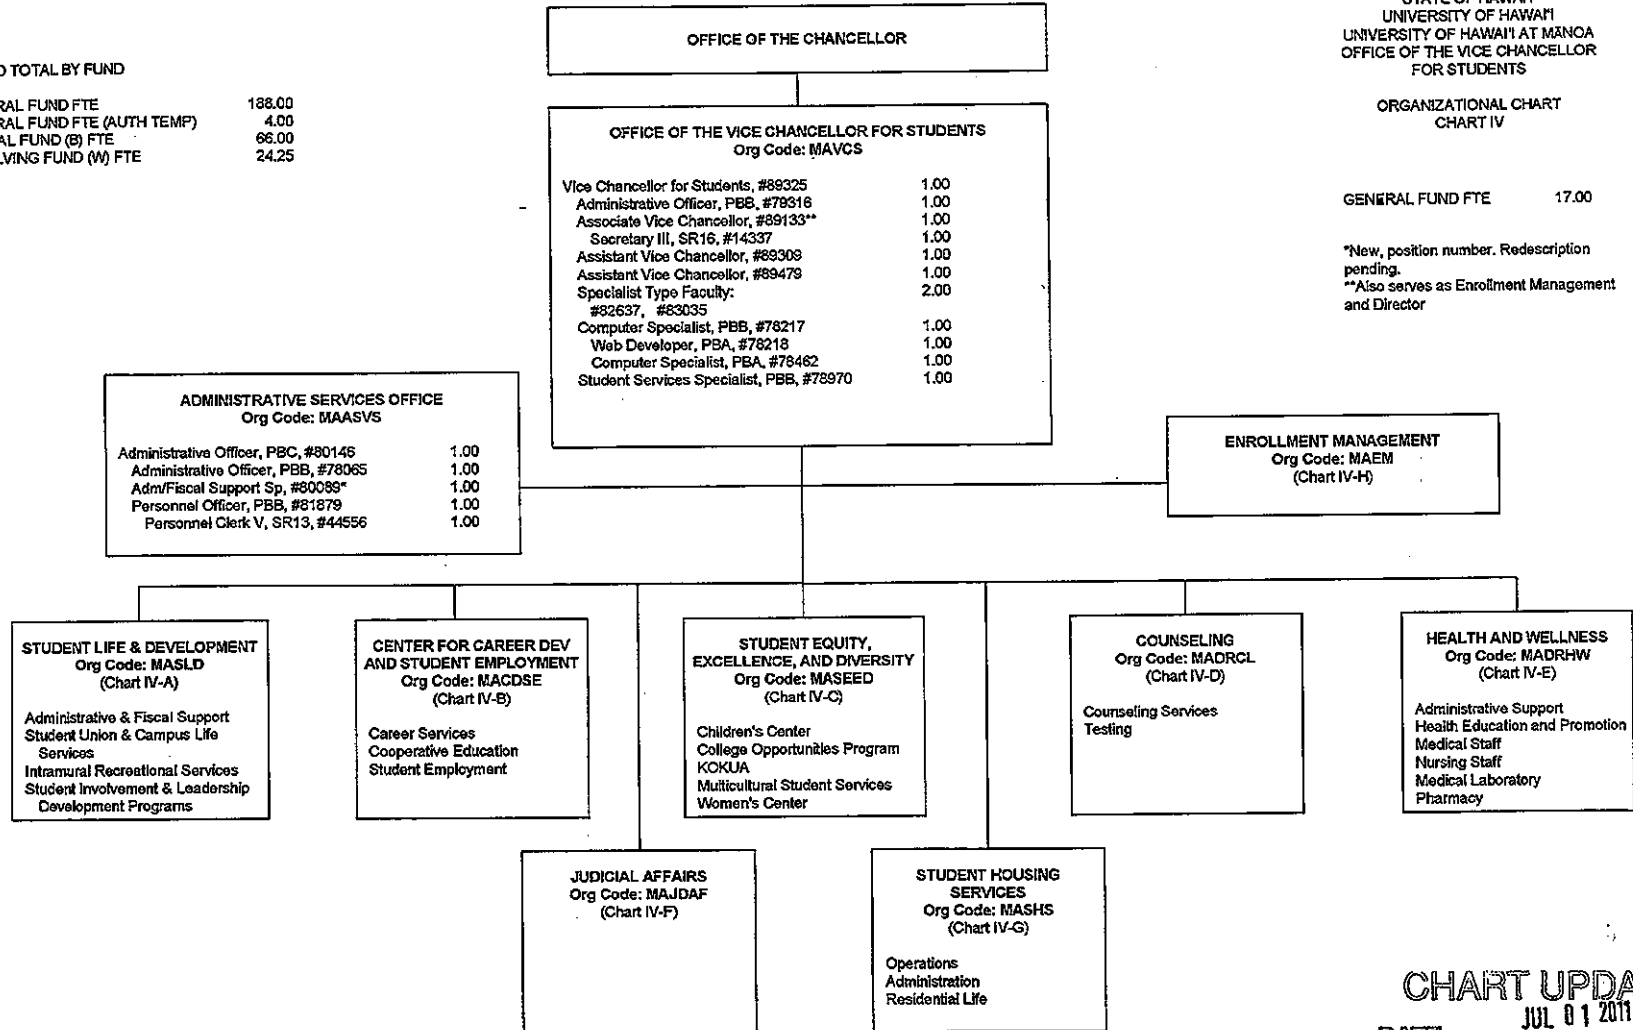 OFFICE OF THE CHANCELLOR
STATE OF HAWAI'I
UNIVERSITY OF HAWAI'I
UNIVERSITY OF HAWAI'I AT MĀNOA
OFFICE OF THE VICE CHANCELLOR
FOR STUDENTS
ORGANIZATIONAL CHART
CHART IV
TOTAL BY FUND
FUND FTE 188.00
FUND FTE (AUTH TEMP) 4.00
FUND (B) FTE 66.00
FUND (W) FTE 24.25
OFFICE OF THE VICE CHANCELLOR FOR STUDENTS
Org Code: MAVCS
Vice Chancellor for Students, #89325 1.00
Administrative Officer, PBB, #79316 1.00
Associate Vice Chancellor, #89133** 1.00
Secretary III, SR16, #14337 1.00
Assistant Vice Chancellor, #89309 1.00
Assistant Vice Chancellor, #89479 1.00
Specialist Type Faculty: 2.00
#82637, #83035
Computer Specialist, PBB, #78217 1.00
Web Developer, PBA, #78218 1.00
Computer Specialist, PBA, #78462 1.00
Student Services Specialist, PBB, #78970 1.00
GENERAL FUND FTE 17.00
*New, position number. Redescription
pending.
**Also serves as Enrollment Management
and Director
ADMINISTRATIVE SERVICES OFFICE
Org Code: MAASVS
Administrative Officer, PBC, #80146 1.00
Administrative Officer, PBB, #78065 1.00
Adm/Fiscal Support Sp, #80089* 1.00
Personnel Officer, PBB, #81879 1.00
Personnel Clerk V, SR13, #44556 1.00
ENROLLMENT MANAGEMENT
Org Code: MAEM
(Chart IV-H)
STUDENT LIFE & DEVELOPMENT
Org Code: MASLD
(Chart IV-A)
Administrative & Fiscal Support
Student Union & Campus Life
Services
Intramural Recreational Services
Student Involvement & Leadership
Development Programs
CENTER FOR CAREER DEV
AND STUDENT EMPLOYMENT
Org Code: MACDSE
(Chart IV-B)
Career Services
Cooperative Education
Student Employment
STUDENT EQUITY,
EXCELLENCE, AND DIVERSITY
Org Code: MASEED
(Chart IV-C)
Children's Center
College Opportunities Program
KOKUA
Multicultural Student Services
Women's Center
COUNSELING
Org Code: MADRCL
(Chart IV-D)
Counseling Services
Testing
HEALTH AND WELLNESS
Org Code: MADRHW
(Chart IV-E)
Administrative Support
Health Education and Promotion
Medical Staff
Nursing Staff
Medical Laboratory
Pharmacy
JUDICIAL AFFAIRS
Org Code: MAJDAF
(Chart IV-F)
STUDENT HOUSING
SERVICES
Org Code: MASHS
(Chart IV-G)
Operations
Administration
Residential Life
CHART UPDA
JUL 01 2011